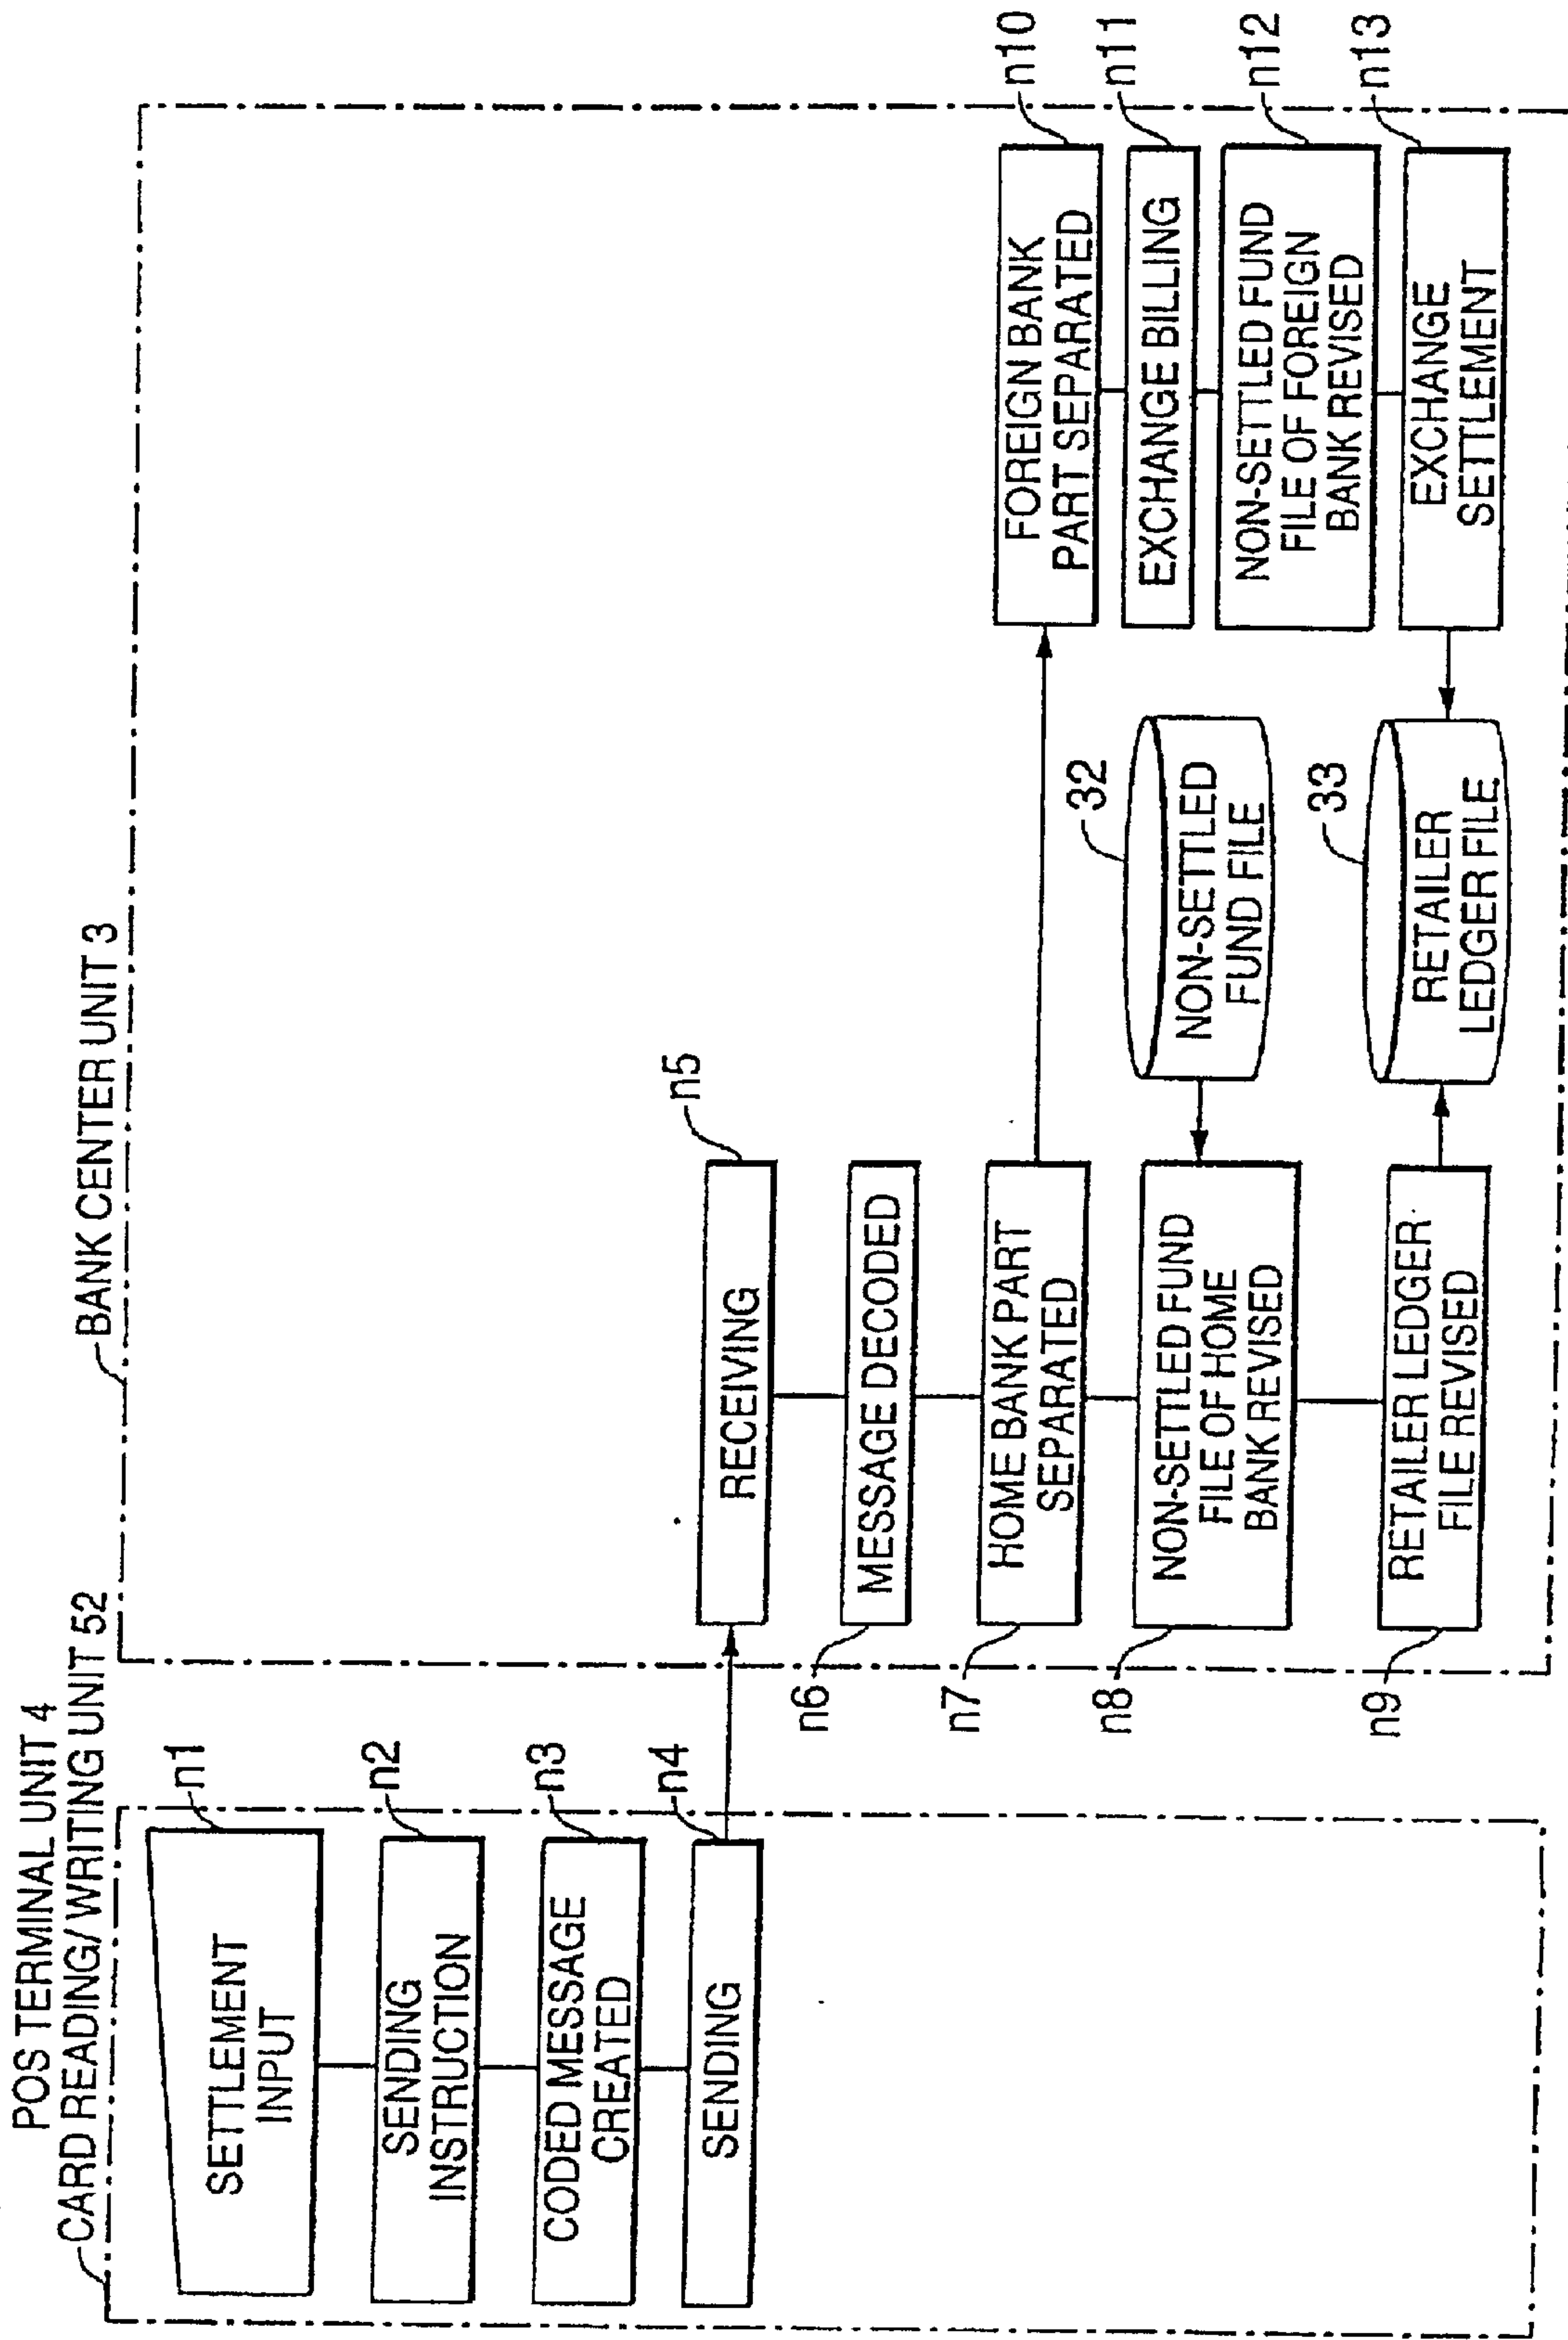 POS TERMINAL UNIT 4
CARD READING/WRITING UNIT 52
SETTLEMENT
INPUT
n1
SENDING
INSTRUCTION
n2
CODED MESSAGE
CREATED
n3
SENDING
n4
BANK CENTER UNIT 3
RECEIVING
n5
MESSAGE DECODED
n6
HOME BANK PART
SEPARATED
n7
NON-SETTLED FUND
FILE OF HOME
BANK REVISED
n8
RETAILER LEDGER
FILE REVISED
n9
32
NON-SETTLED
FUND FILE
33
RETAILER
LEDGER FILE
FOREIGN BANK
PART SEPARATED
n10
EXCHANGE BILLING
n11
NON-SETTLED FUND
FILE OF FOREIGN
BANK REVISED
n12
EXCHANGE
SETTLEMENT
n13